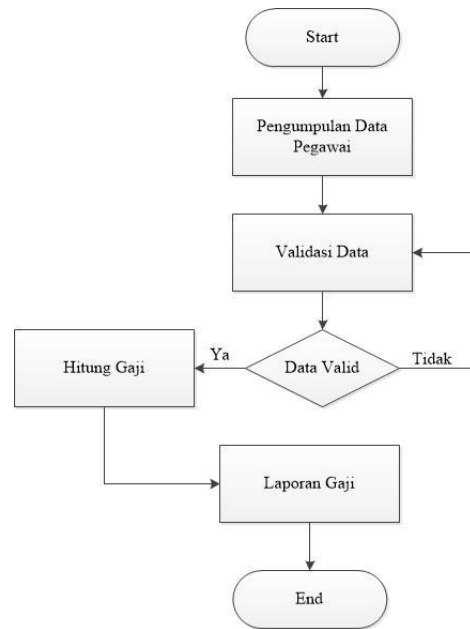 Start
Pengumpulan Data
Pegawai
Validasi Data
Hitung Gaji
Ya
Data Valid
Tidak
Laporan Gaji
End